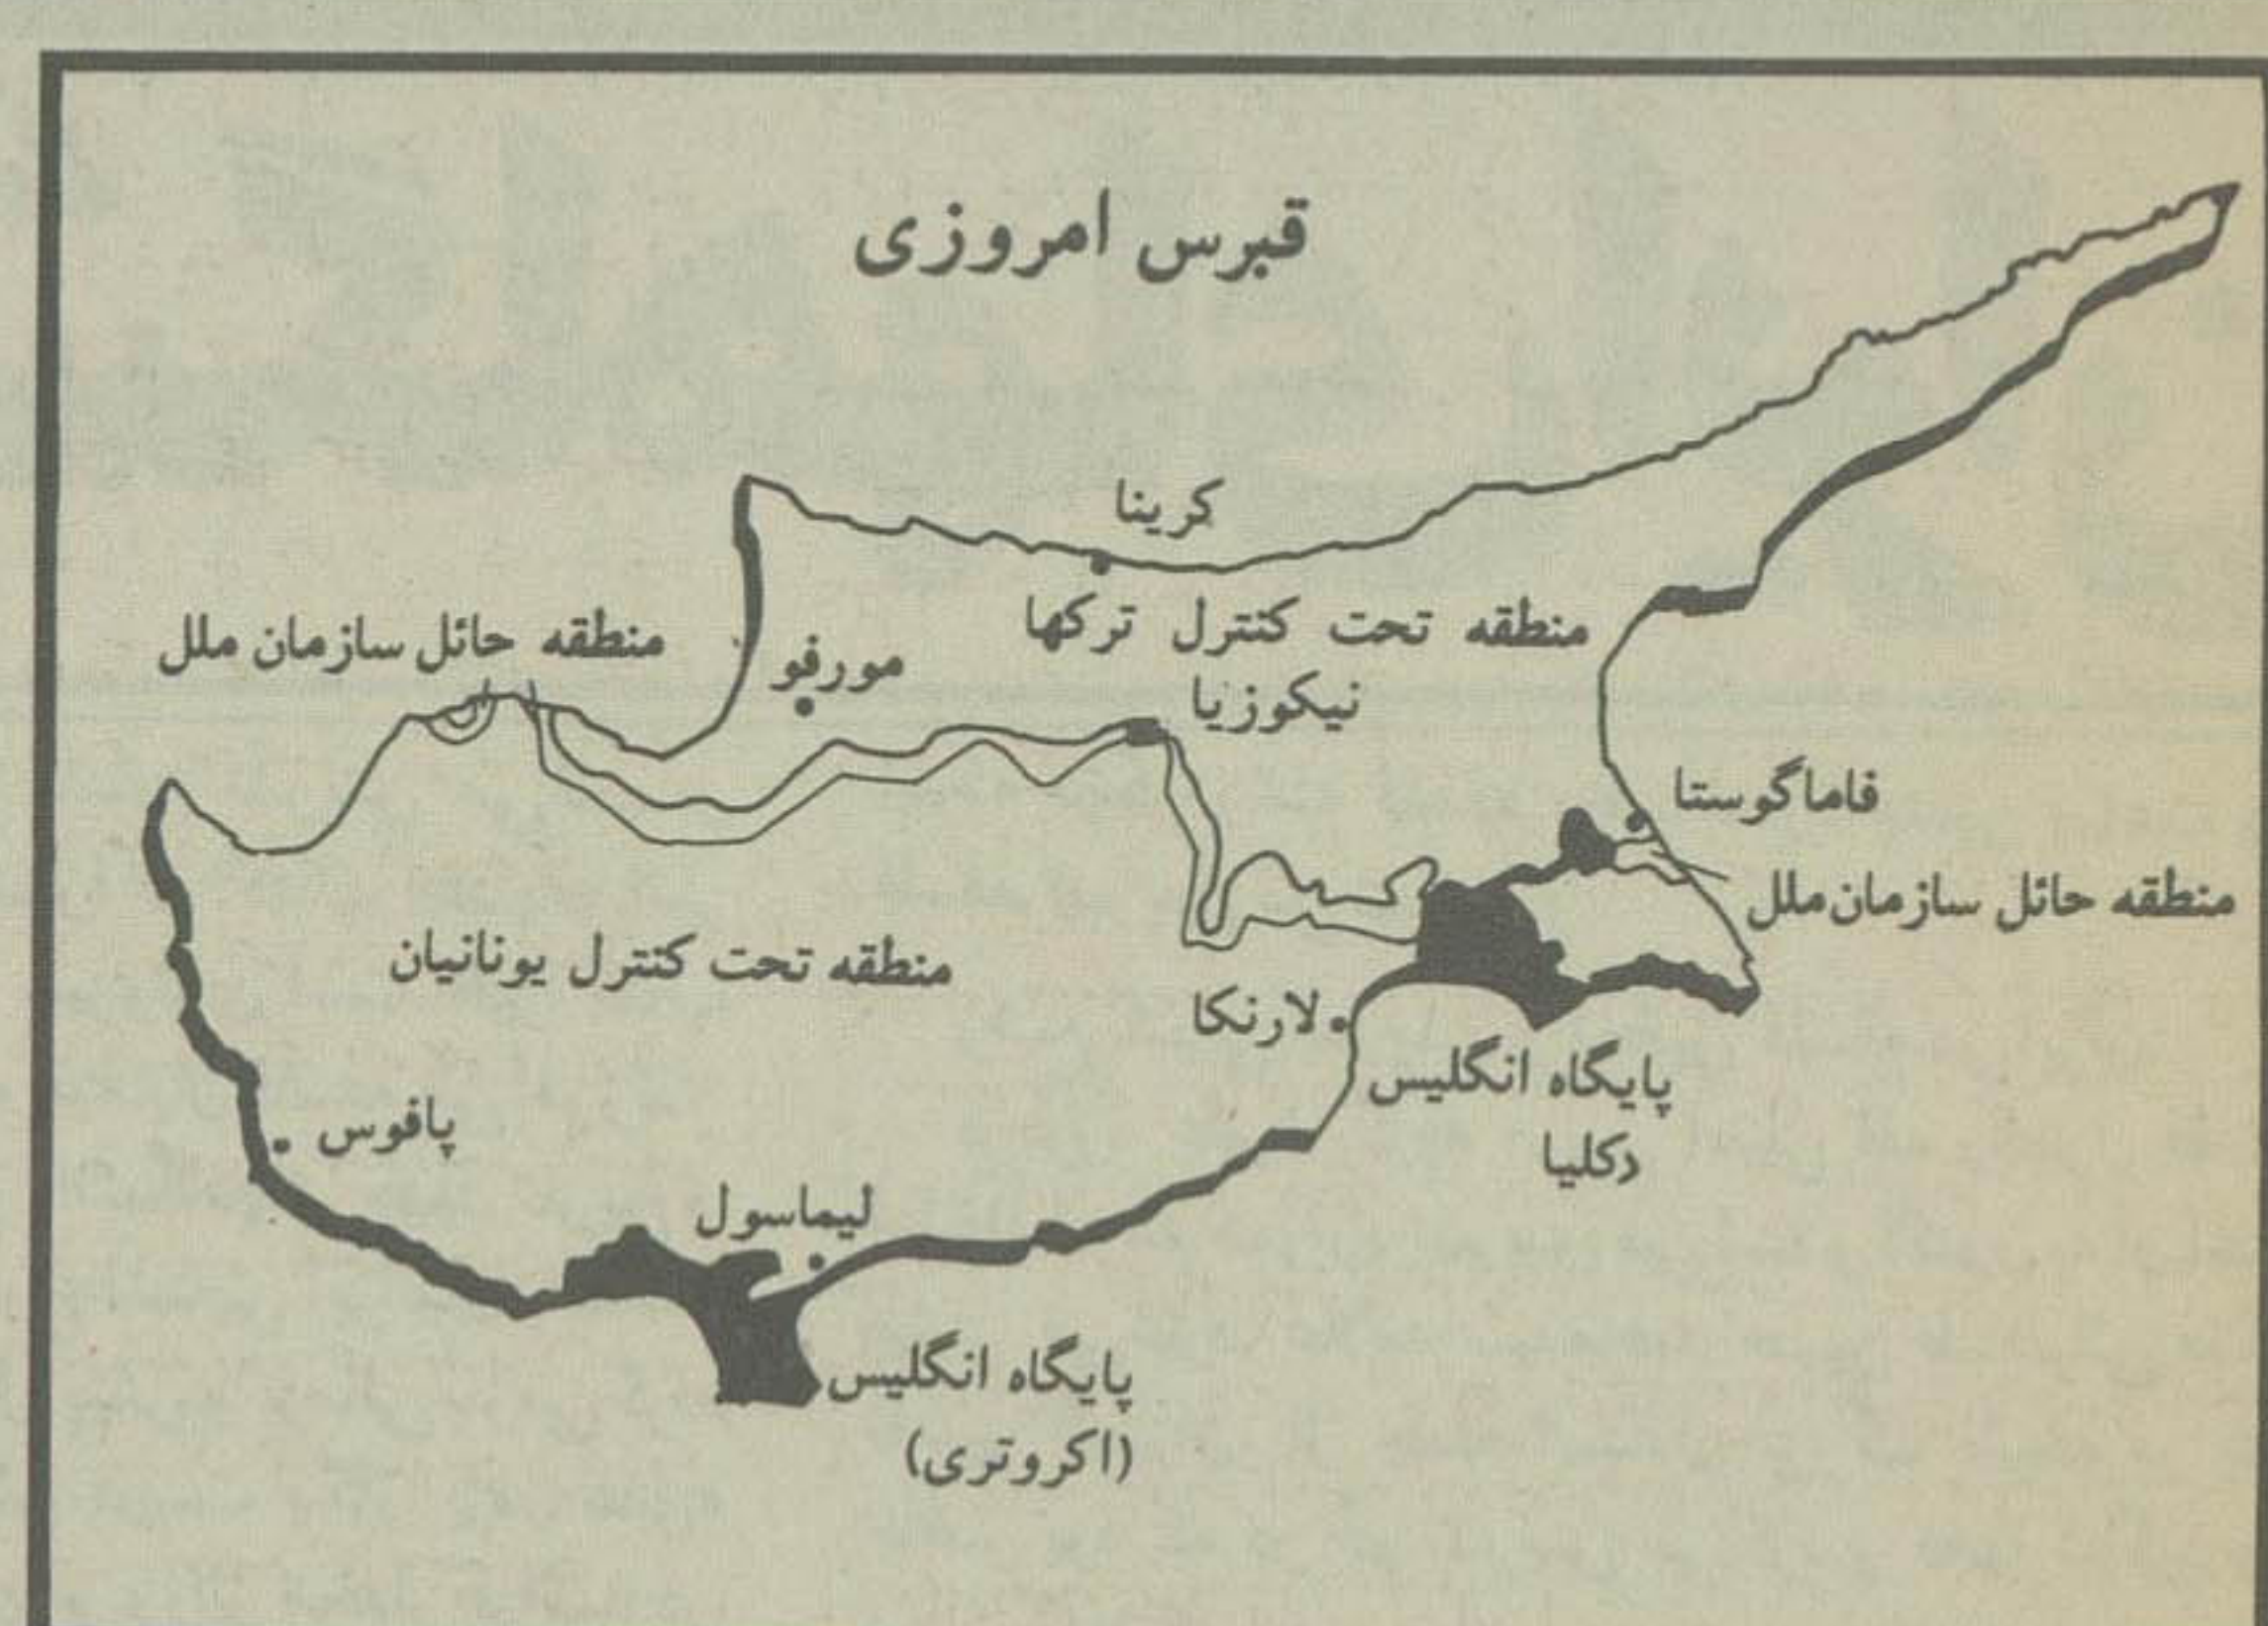 قبرس امروزی
کرینا
منطقه تحت کنترل ترکها
منطقه حائل سازمان ملل
مورفو
نیکوزیا
فاماگوستا
منطقه حائل سازمان ملل
منطقه تحت کنترل یونانیان
لارنکا
پایگاه انگلیس
دکلیا
پافوس
لیماسول
پایگاه انگلیس
(اکروتری)